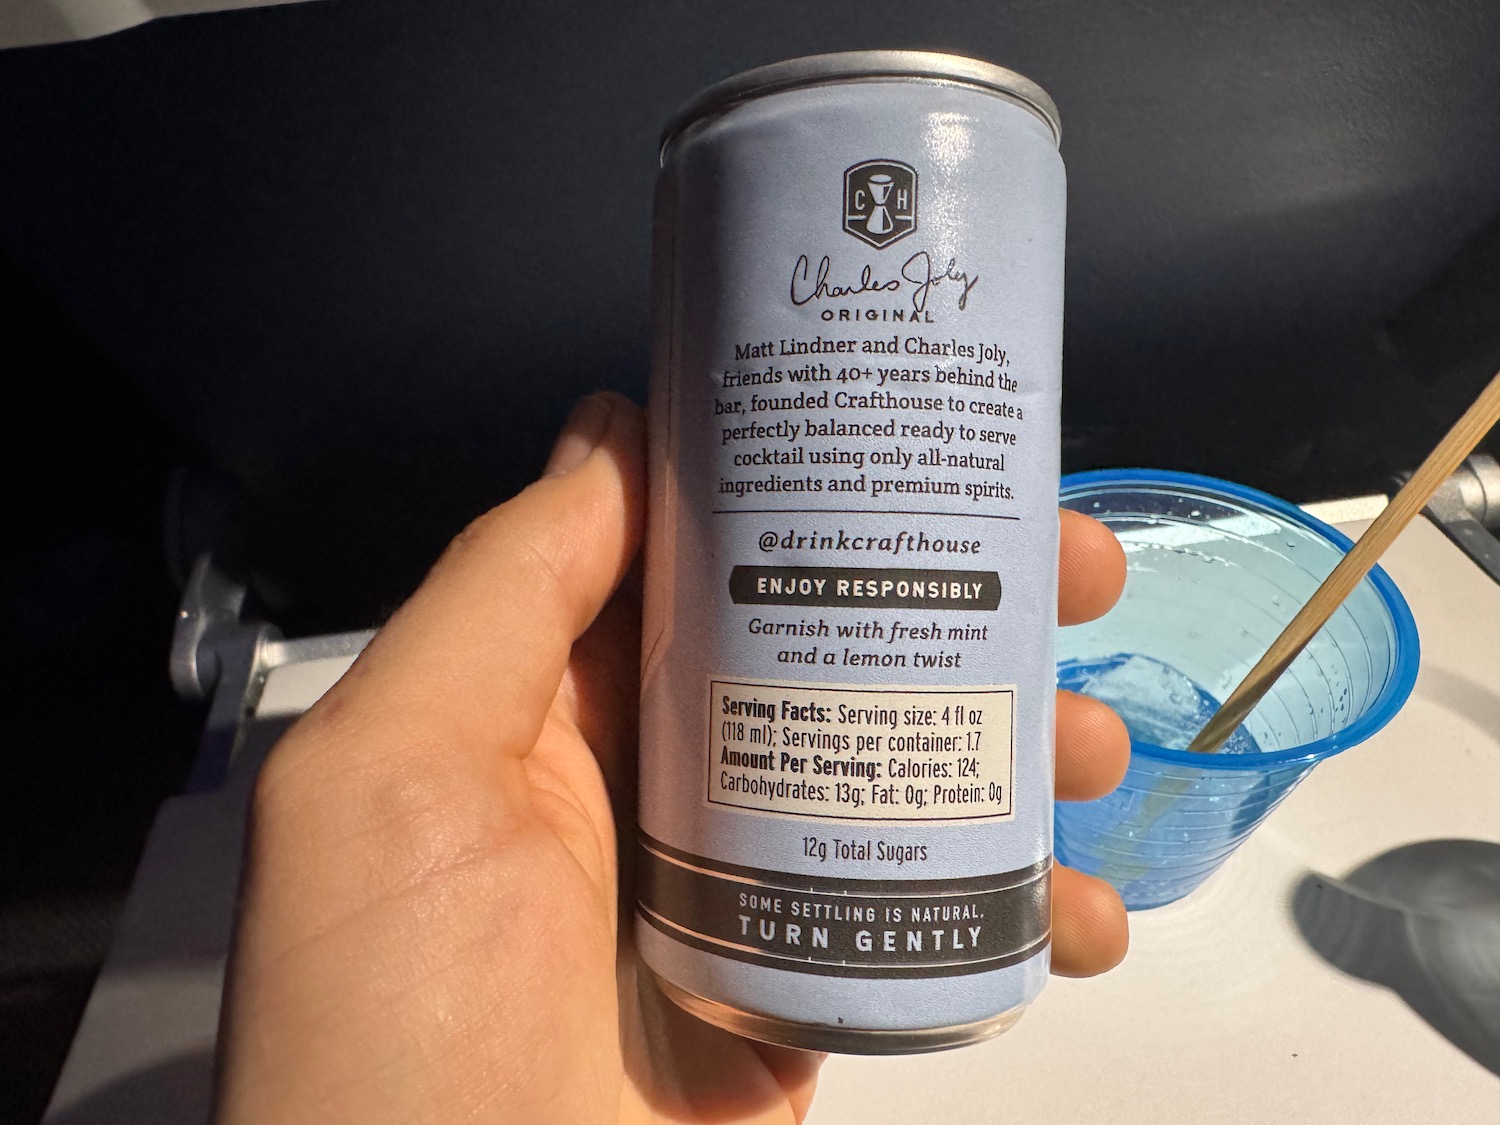 C H
Charles Joly
ORIGINAL
Matt Lindner and Charles Joly,
friends with 40+ years behind the
bar, founded Crafthouse to create a
perfectly balanced ready to serve
cocktail using only all-natural
ingredients and premium spirits.
@drinkcrafthouse
ENJOY RESPONSIBLY
Garnish with fresh mint
and a lemon twist
Serving Facts: Serving size: 4 fl oz
(118 ml); Servings per container: 1.7
Amount Per Serving: Calories: 124;
Carbohydrates: 13g; Fat: 0g; Protein: 0g
12g Total Sugars
SOME SETTLING IS NATURAL,
TURN GENTLY